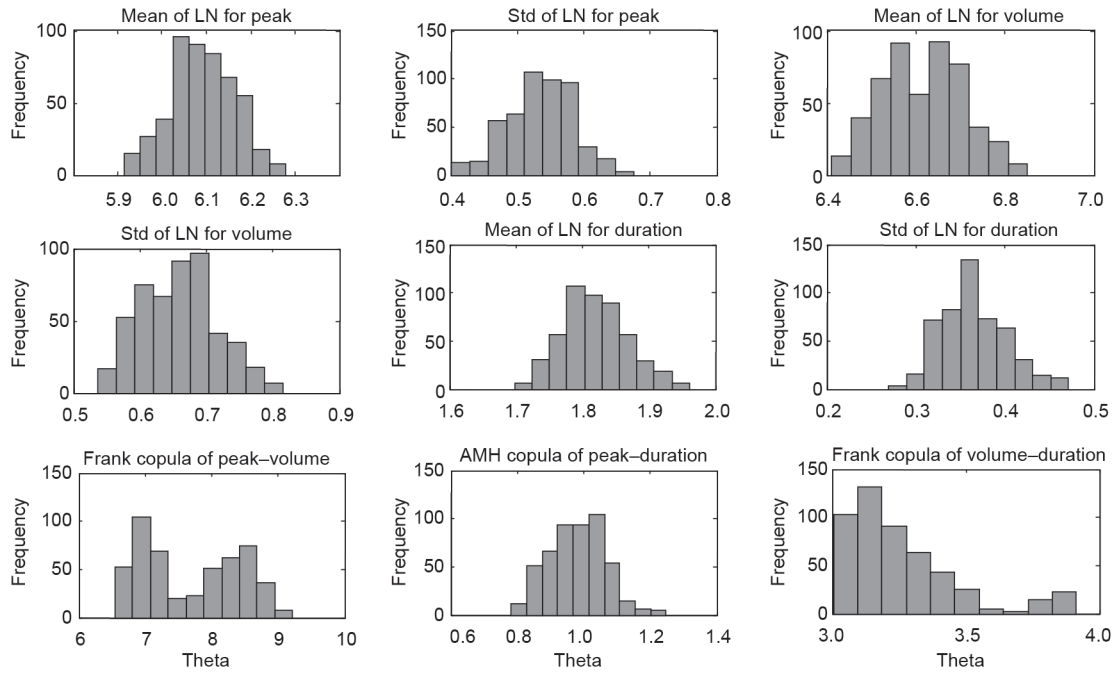 Mean of LN for peak
Std of LN for peak
Mean of LN for volume
Frequency
100
50
0
5.9 6.0 6.1 6.2 6.3
Frequency
150
100
50
0
0.4 0.5 0.6 0.7 0.8
Frequency
100
50
0
6.4 6.6 6.8 7.0
Std of LN for volume
Mean of LN for duration
Std of LN for duration
Frequency
100
50
0
0.5 0.6 0.7 0.8 0.9
Frequency
150
100
50
0
1.6 1.7 1.8 1.9 2.0
Frequency
150
100
50
0
0.2 0.3 0.4 0.5
Frank copula of peak–volume
AMH copula of peak–duration
Frank copula of volume–duration
Frequency
150
100
50
0
6 7 8 9 10
Theta
Frequency
150
100
50
0
0.6 0.8 1.0 1.2 1.4
Theta
Frequency
150
100
50
0
3.0 3.5 4.0
Theta